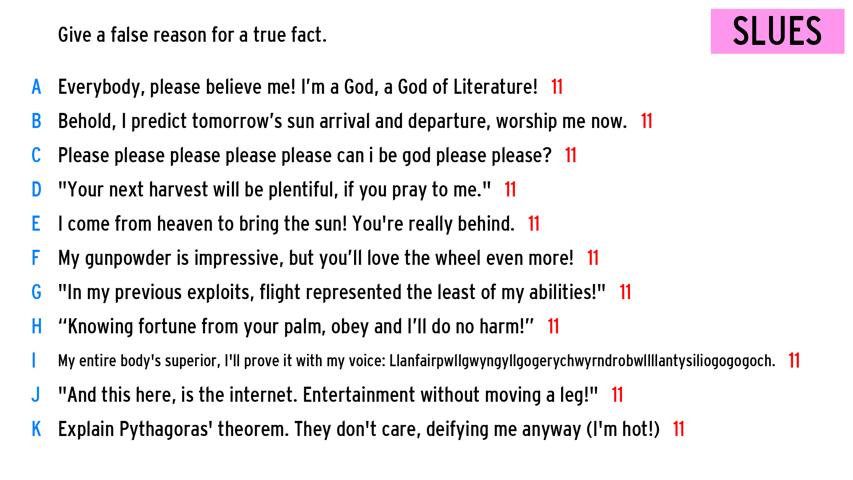 Give a false reason for a true fact.
SLUES
A Everybody, please believe me! I'm a God, a God of Literature! 11
B Behold, I predict tomorrow's sun arrival and departure, worship me now. 11
C Please please please please please can i be god please please? 11
D "Your next harvest will be plentiful, if you pray to me." 11
E I come from heaven to bring the sun! You're really behind. 11
F My gunpowder is impressive, but you'll love the wheel even more! 11
G "In my previous exploits, flight represented the least of my abilities!" 11
H “Knowing fortune from your palm, obey and I'll do no harm!” 11
I My entire body's superior, I'll prove it with my voice: Llanfairpwllgwyngyllgogerychwyrndrobwllllantysiliogogogoch. 11
J "And this here, is the internet. Entertainment without moving a leg!" 11
K Explain Pythagoras' theorem. They don't care, deifying me anyway (I'm hot!) 11